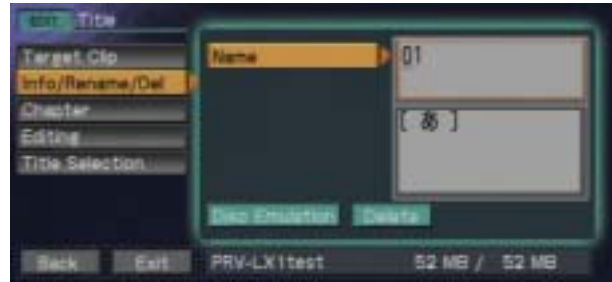 EDIT Title
Target Clip
Info/Rename/Del
Chapter
Editing
Title Selection
Name
01
[ あ ]
Disc Emulation
Delete
Back
Exit
PRV-LX1test
52 MB / 52 MB